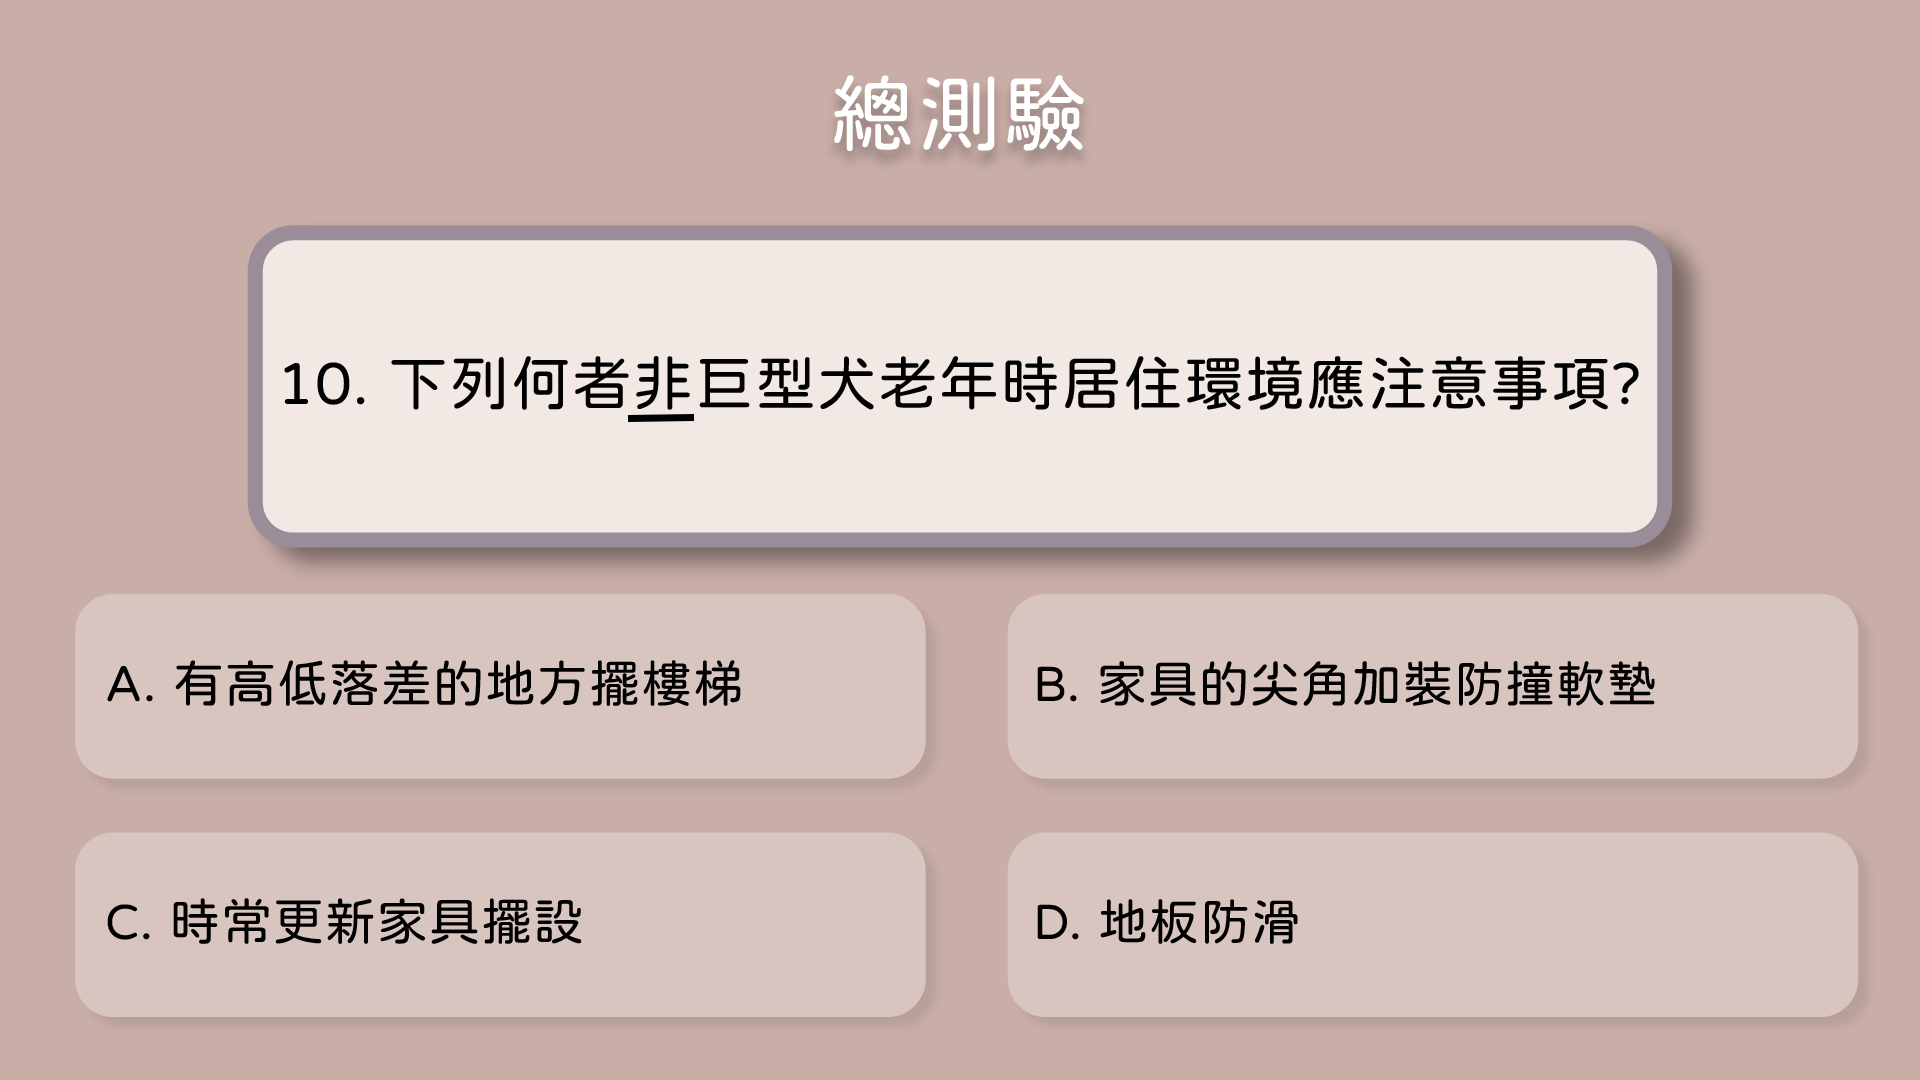 總測驗
10. 下列何者非巨型犬老年時居住環境應注意事項?
A. 有高低落差的地方擺樓梯
B. 家具的尖角加裝防撞軟墊
C. 時常更新家具擺設
D. 地板防滑